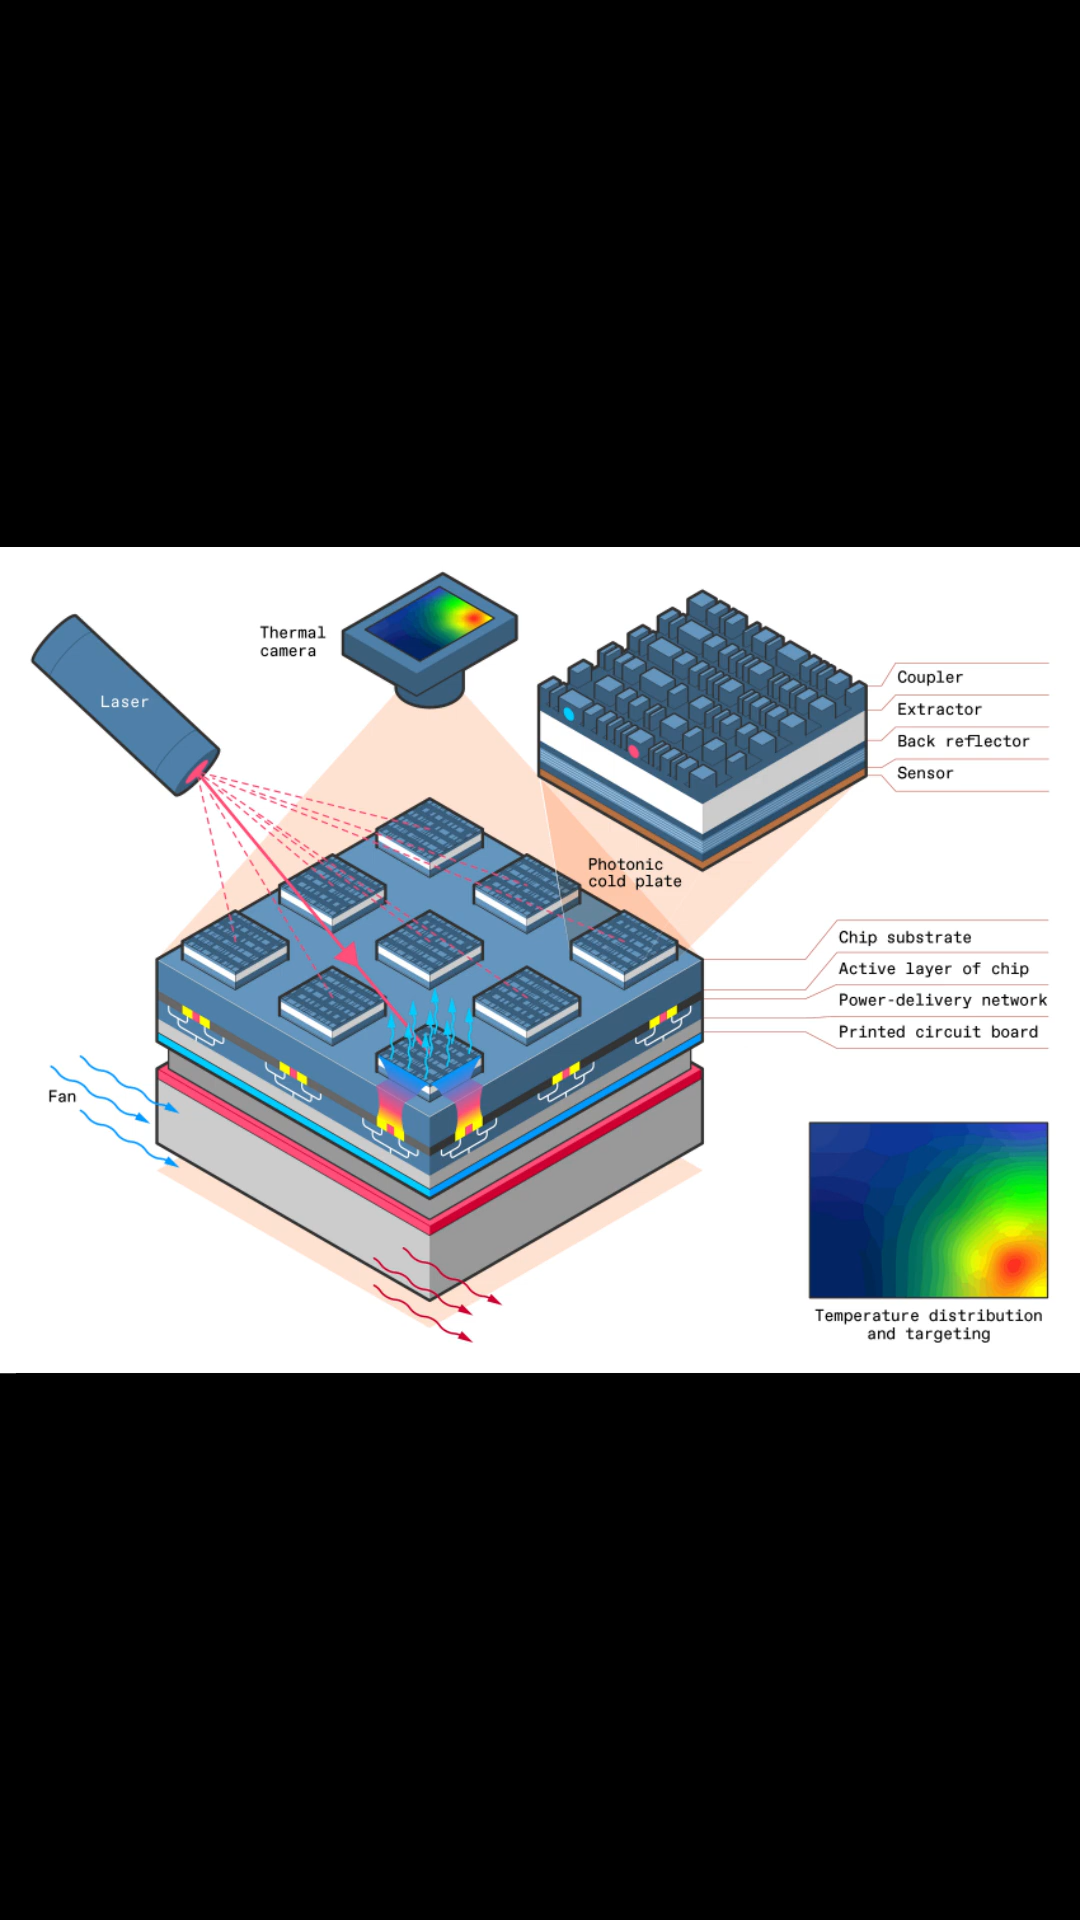 Laser
Thermal
camera
Coupler
Extractor
Back reflector
Sensor
Photonic
cold plate
Chip substrate
Active layer of chip
Power-delivery network
Printed circuit board
Fan
Temperature distribution
and targeting